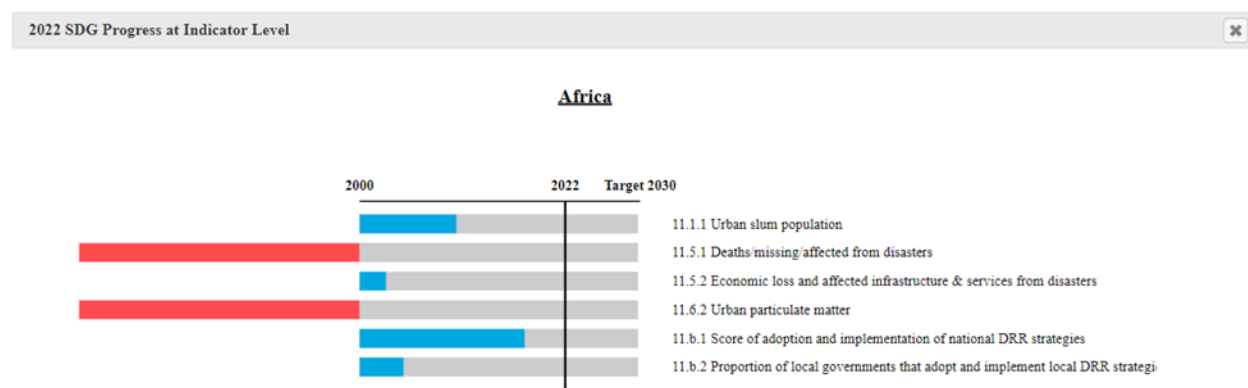 2022 SDG Progress at Indicator Level
Africa
2000 2022 Target 2030
11.1.1 Urban slum population
11.5.1 Deaths/missing/affected from disasters
11.5.2 Economic loss and affected infrastructure & services from disasters
11.6.2 Urban particulate matter
11.b.1 Score of adoption and implementation of national DRR strategies
11.b.2 Proportion of local governments that adopt and implement local DRR strategi